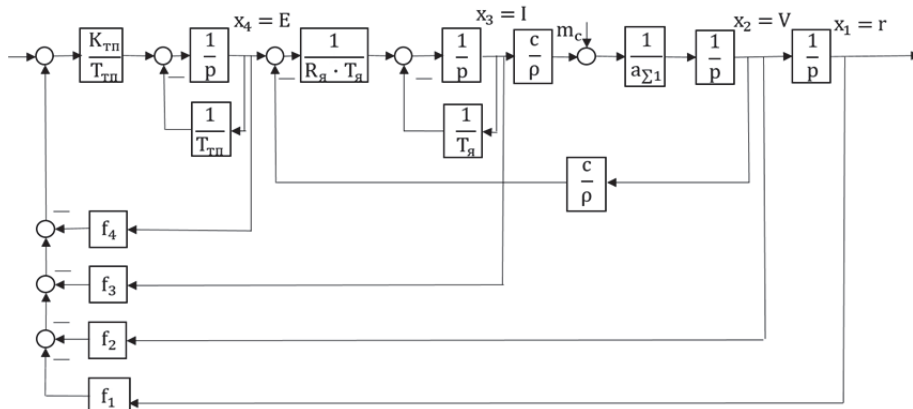 x₄ = E
x₃ = I
m_c
x₂ = V
x₁ = r
K_тп
T_тп
1
p
1
R_я · T_я
1
p
c
ρ
1
a_Σ1
1
p
1
p
1
T_тп
1
T_я
c
ρ
f₄
f₃
f₂
f₁